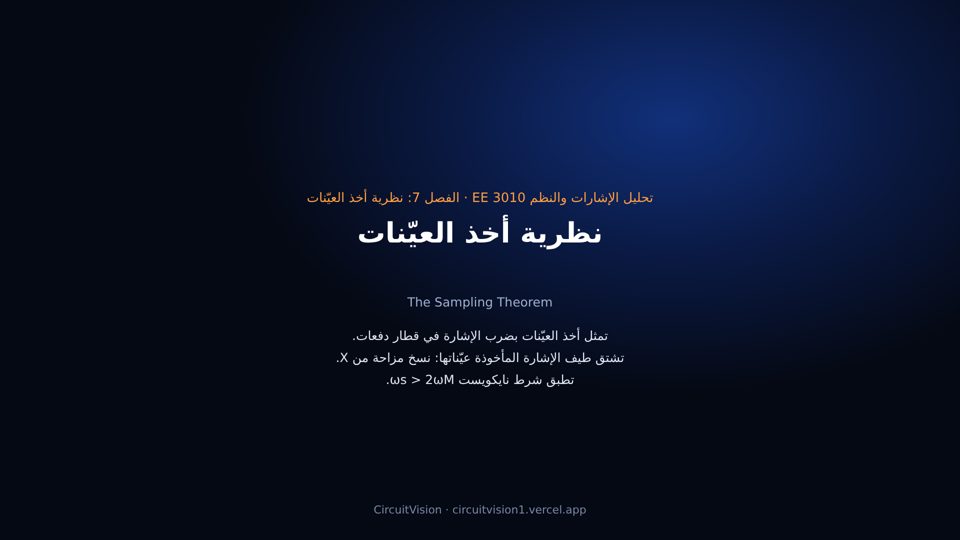 تحليل الإشارات والنظم EE 3010 · الفصل 7: نظرية أخذ العيّنات
نظرية أخذ العيّنات
The Sampling Theorem
تمثل أخذ العيّنات بضرب الإشارة في قطار دفعات.
تشتق طيف الإشارة المأخوذة عيّناتها: نسخ مزاحة من X.
تطبق شرط نايكويست ωs > 2ωM.
CircuitVision · circuitvision1.vercel.app